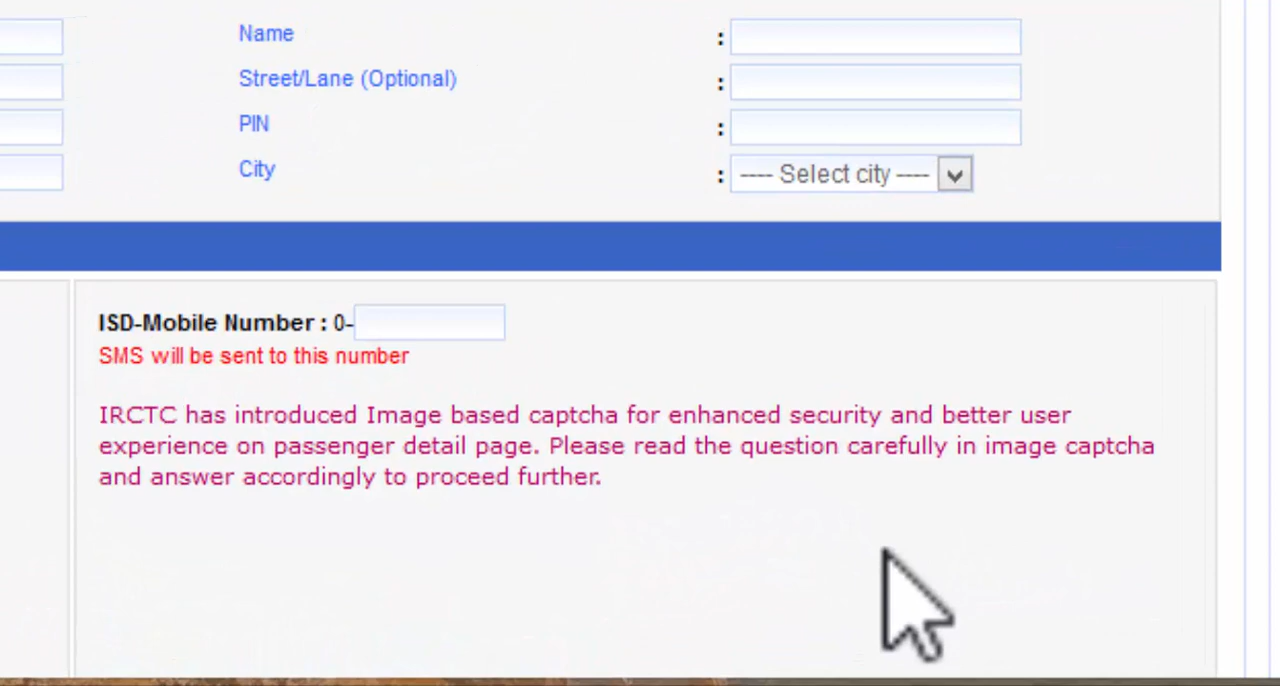 Name :
Street/Lane (Optional) :
PIN :
City : ---- Select city ----
ISD-Mobile Number : 0-
SMS will be sent to this number
IRCTC has introduced Image based captcha for enhanced security and better user
experience on passenger detail page. Please read the question carefully in image captcha
and answer accordingly to proceed further.